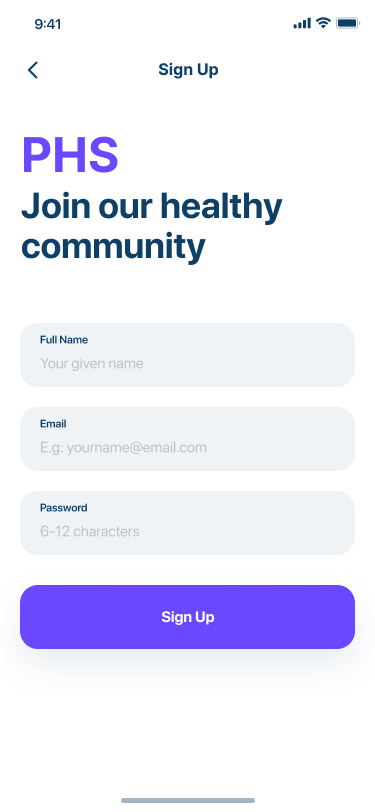 9:41
Sign Up
PHS
Join our healthy
community
Full Name
Your given name
Email
E.g: yourname@email.com
Password
6-12 characters
Sign Up